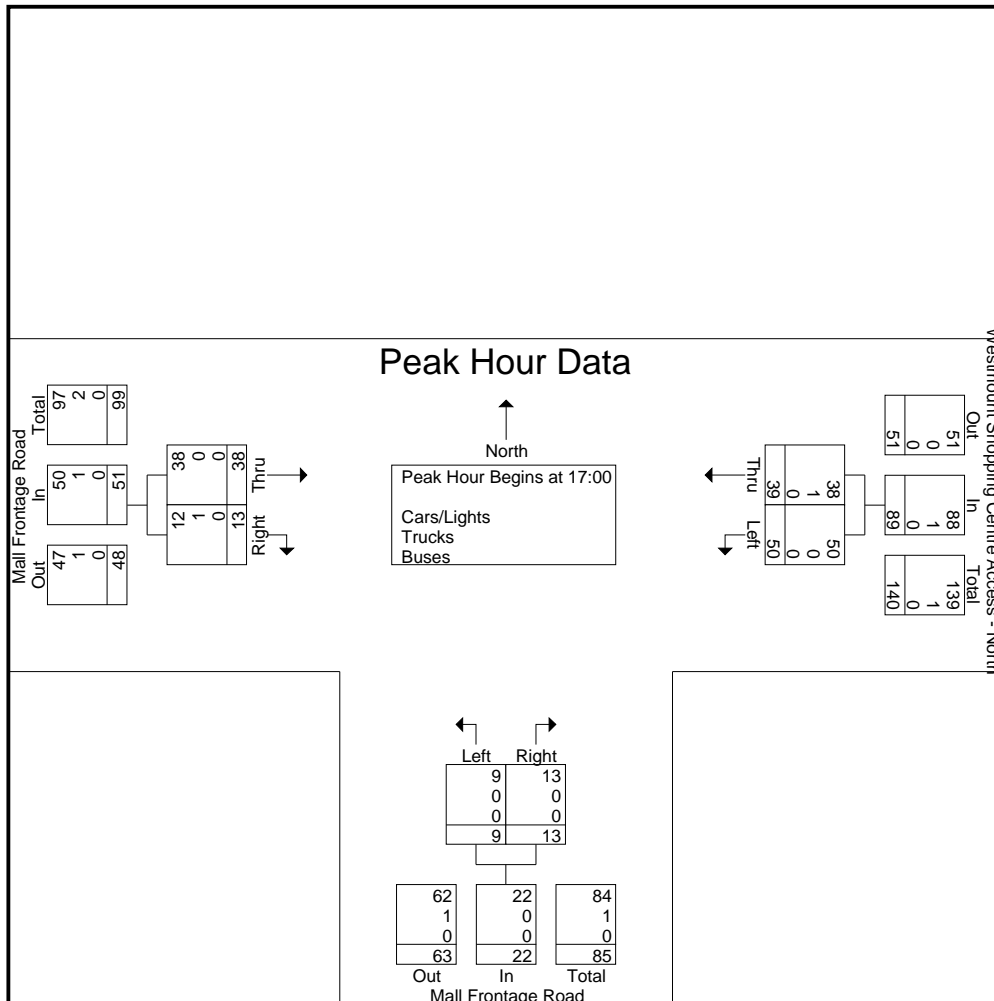 Peak Hour Data
North
Peak Hour Begins at 17:00
Cars/Lights
Trucks
Buses
Mall Frontage Road
Total
97 2 0 99
In
50 1 0 51
Out
47 1 0 48
Thru
38 0 0 38
Right
12 1 0 13
Westmount Shopping Centre Access - North
Out
51 0 0 51
In
88 1 0 89
Total
139 1 0 140
Thru
38 1 0 39
Left
50 0 0 50
Left Right
9 13
0 0
0 0
9 13
62 22 84
1 0 1
0 0 0
63 22 85
Out In Total
Mall Frontage Road